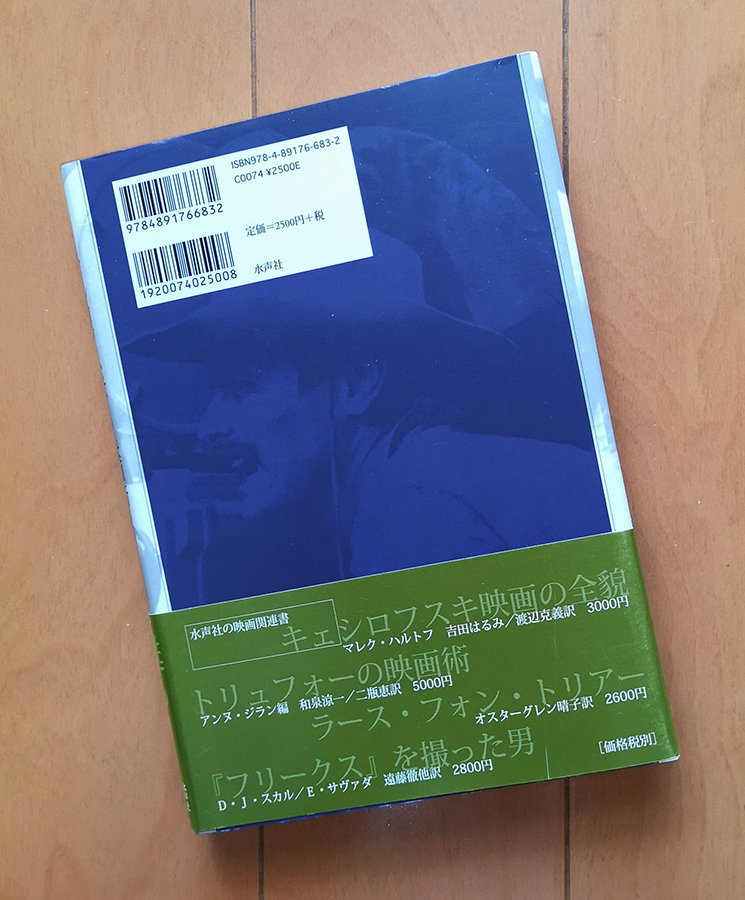 ISBN978-4-89176-683-2
C0074 ¥2500E
9784891766832
定価=2500円+税
1920074025008
水声社
水声社の映画関連書
キェシロフスキ映画の全貌
マレク・ハルトフ 吉田はるみ/渡辺克義訳 3000円
トリュフォーの映画術
アンヌ・ジラン編 和泉涼一/二瓶恵訳 5000円
ラース・フォン・トリアー
オスターグレン晴子訳 2600円
『フリークス』を撮った男
D・J・スカル/E・サヴァダ 遠藤徹他訳 2800円
[価格税別]